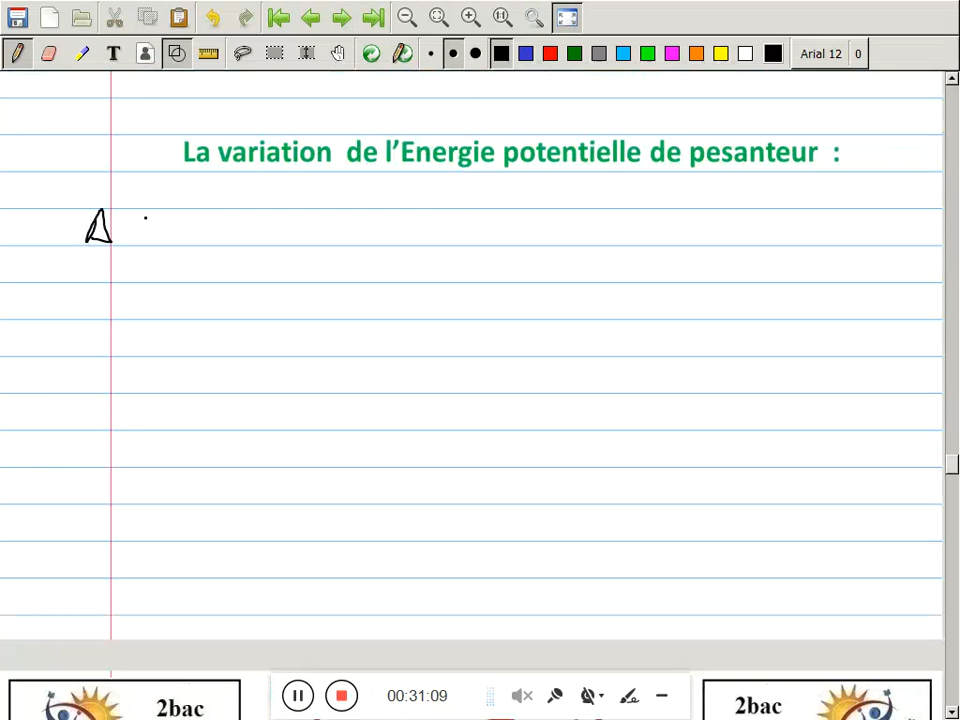 Arial 12 0
La variation de l’Energie potentielle de pesanteur :
Δ
00:31:09
2bac
2bac